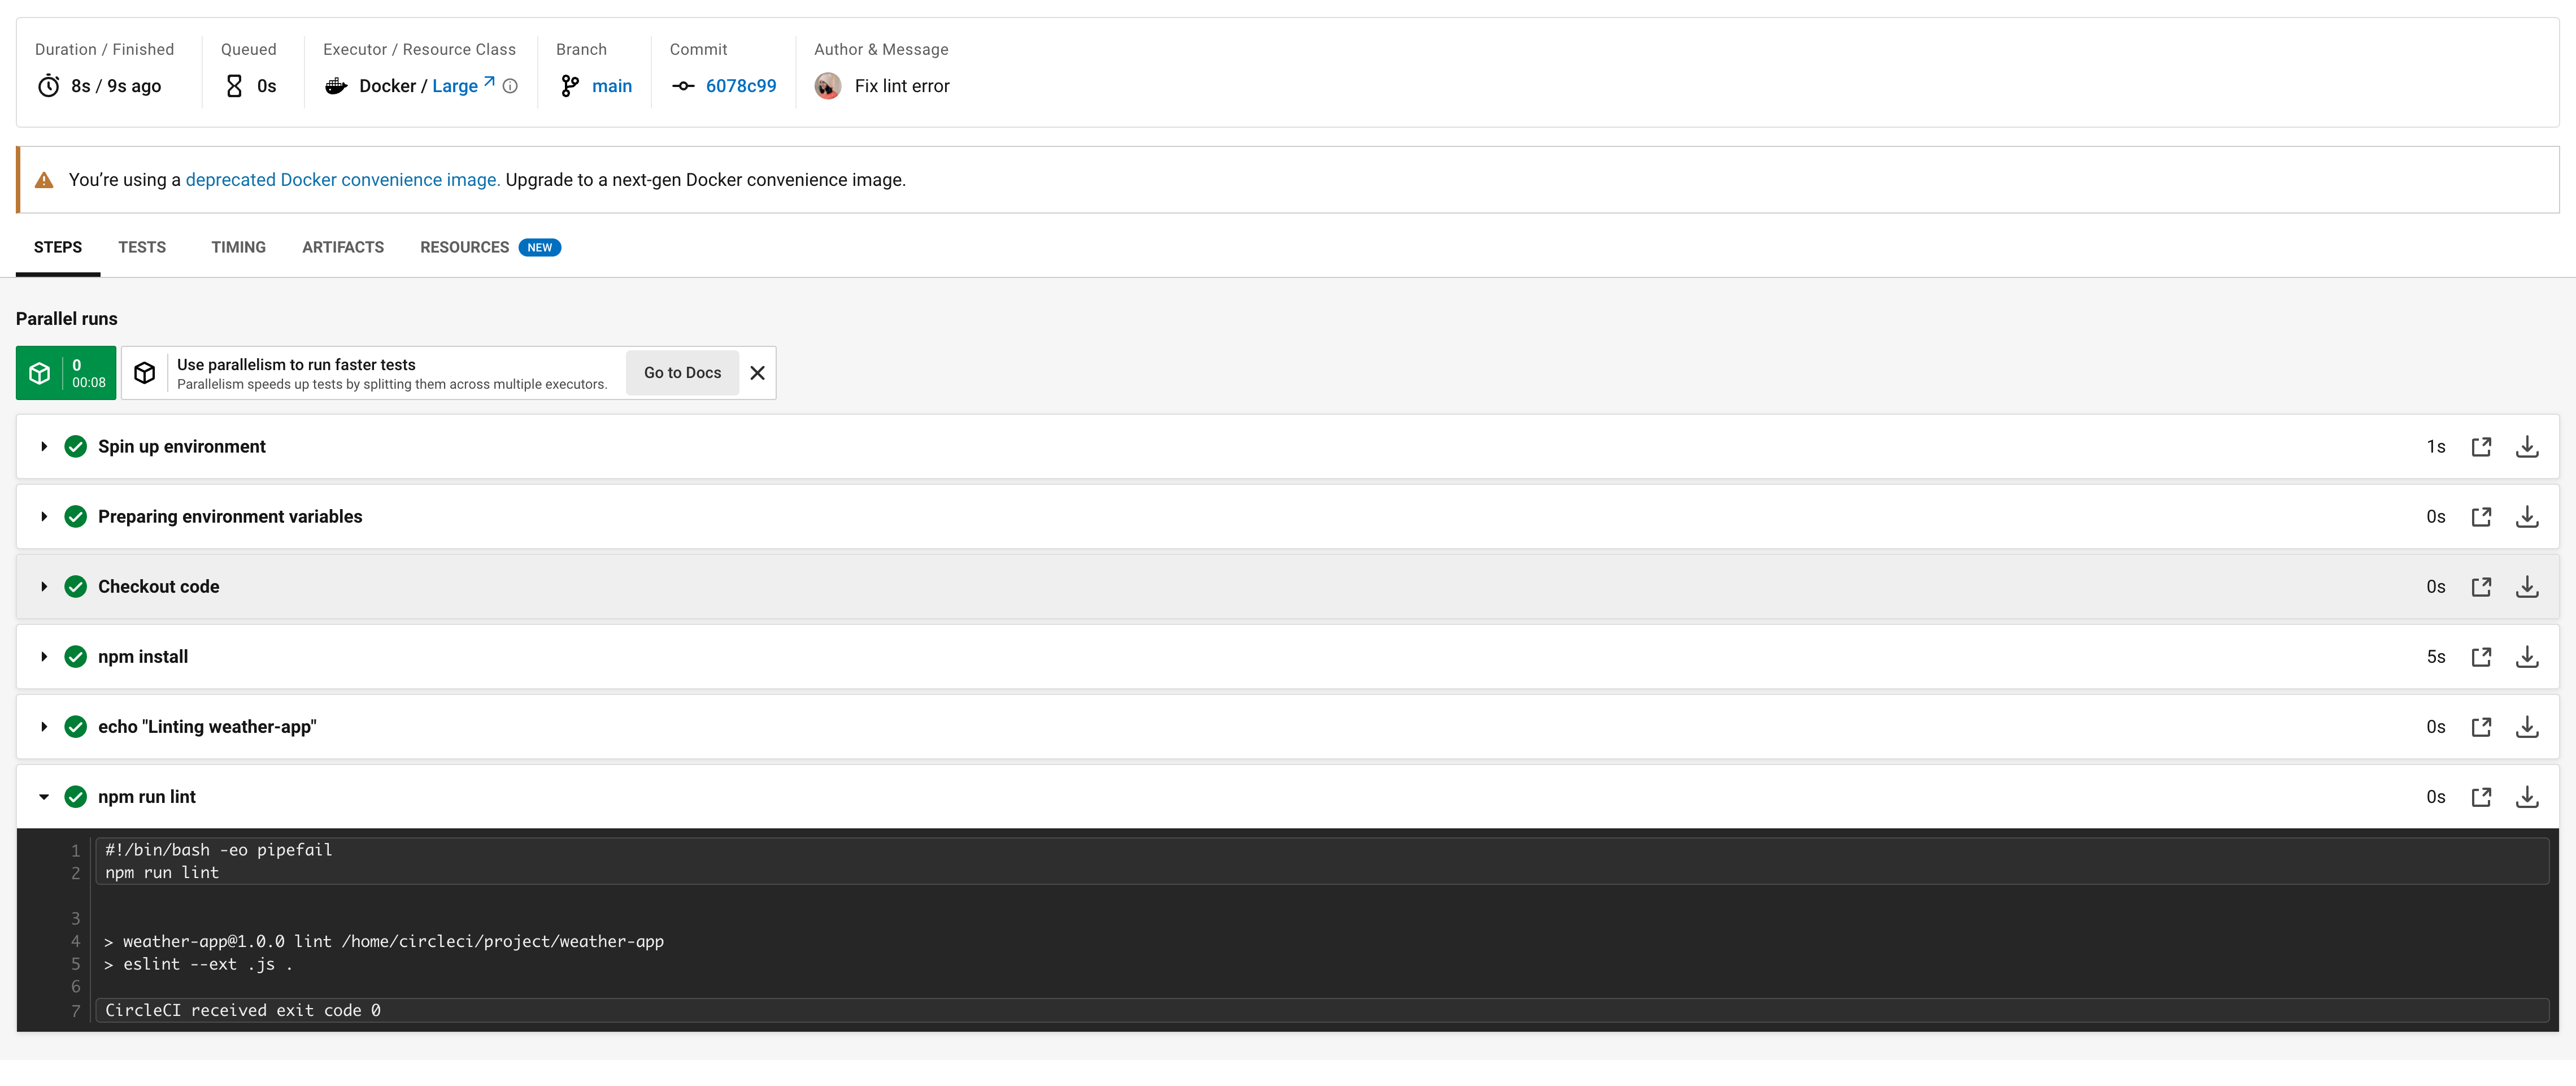 Duration / Finished
8s / 9s ago
Queued
0s
Executor / Resource Class
Docker / Large
Branch
main
Commit
6078c99
Author & Message
Fix lint error
You’re using a deprecated Docker convenience image. Upgrade to a next-gen Docker convenience image.
STEPS
TESTS
TIMING
ARTIFACTS
RESOURCES NEW
Parallel runs
0
00:08
Use parallelism to run faster tests
Parallelism speeds up tests by splitting them across multiple executors.
Go to Docs
Spin up environment 1s
Preparing environment variables 0s
Checkout code 0s
npm install 5s
echo "Linting weather-app" 0s
npm run lint 0s
1 #!/bin/bash -eo pipefail
2 npm run lint
3
4 > weather-app@1.0.0 lint /home/circleci/project/weather-app
5 > eslint --ext .js .
6
7 CircleCI received exit code 0